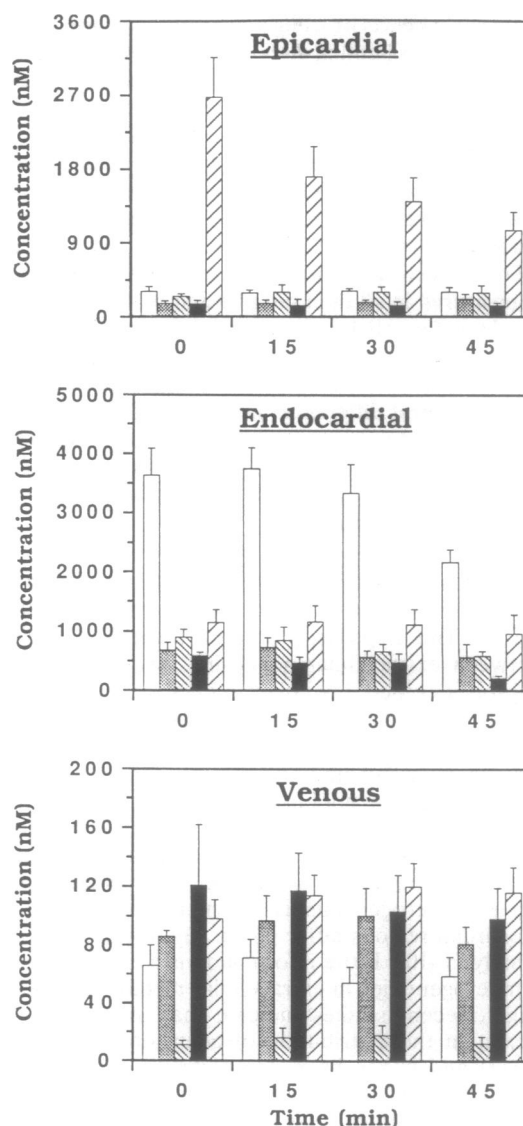 Epicardial
Concentration (nM)
3600
2700
1800
900
0
0 15 30 45
Endocardial
Concentration (nM)
5000
4000
3000
2000
1000
0
0 15 30 45
Venous
Concentration (nM)
200
160
120
80
40
0
0 15 30 45
Time (min)